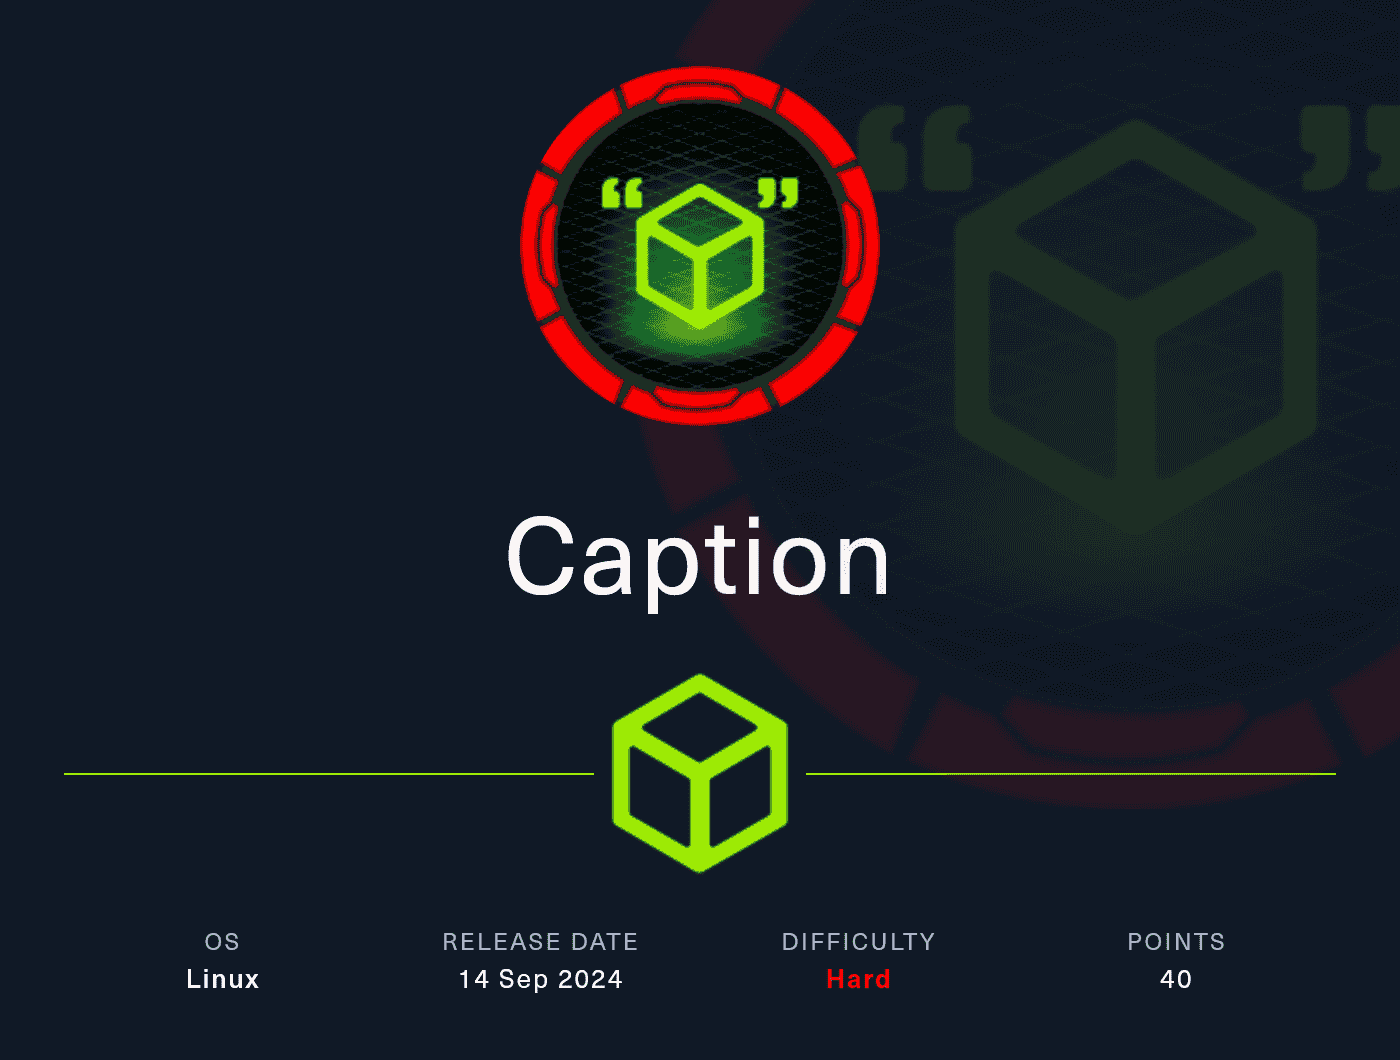 “ ”
Caption
OS
Linux
RELEASE DATE
14 Sep 2024
DIFFICULTY
Hard
POINTS
40